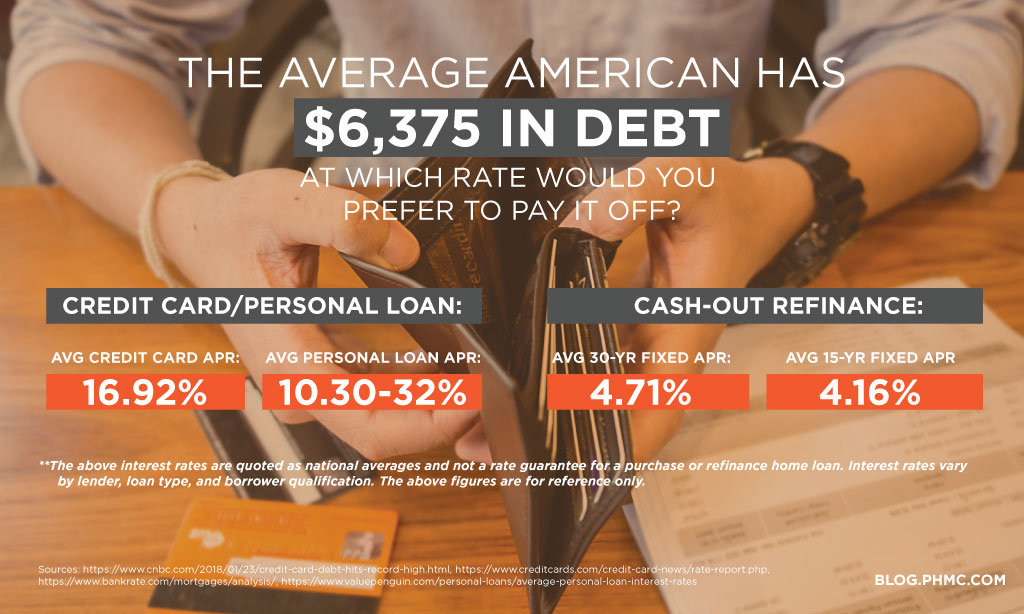 THE AVERAGE AMERICAN HAS
$6,375 IN DEBT
AT WHICH RATE WOULD YOU
PREFER TO PAY IT OFF?
CREDIT CARD/PERSONAL LOAN:
AVG CREDIT CARD APR:
16.92%
AVG PERSONAL LOAN APR:
10.30-32%
CASH-OUT REFINANCE:
AVG 30-YR FIXED APR:
4.71%
AVG 15-YR FIXED APR
4.16%
**The above interest rates are quoted as national averages and not a rate guarantee for a purchase or refinance home loan. Interest rates vary
by lender, loan type, and borrower qualification. The above figures are for reference only.
Sources: https://www.cnbc.com/2018/01/23/credit-card-debt-hits-record-high.html, https://www.creditcards.com/credit-card-news/rate-report.php,
https://www.bankrate.com/mortgages/analysis/, https://www.valuepenguin.com/personal-loans/average-personal-loan-interest-rates
BLOG.PHMC.COM